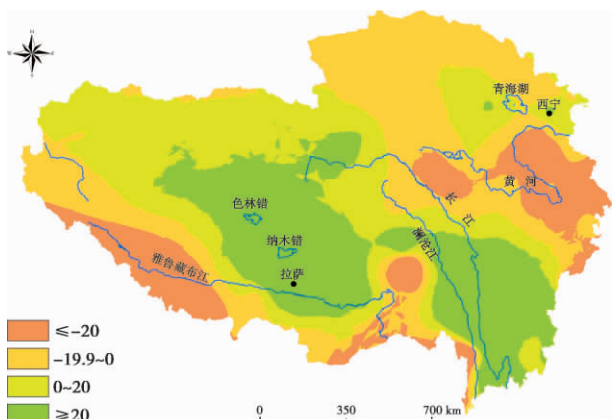 N
W
E
S
青海湖
西宁
黄河
长江
色林错
纳木错
澜沧江
雅鲁藏布江
拉萨
≤-20
-19.9~0
0~20
≥20
0 350 700 km